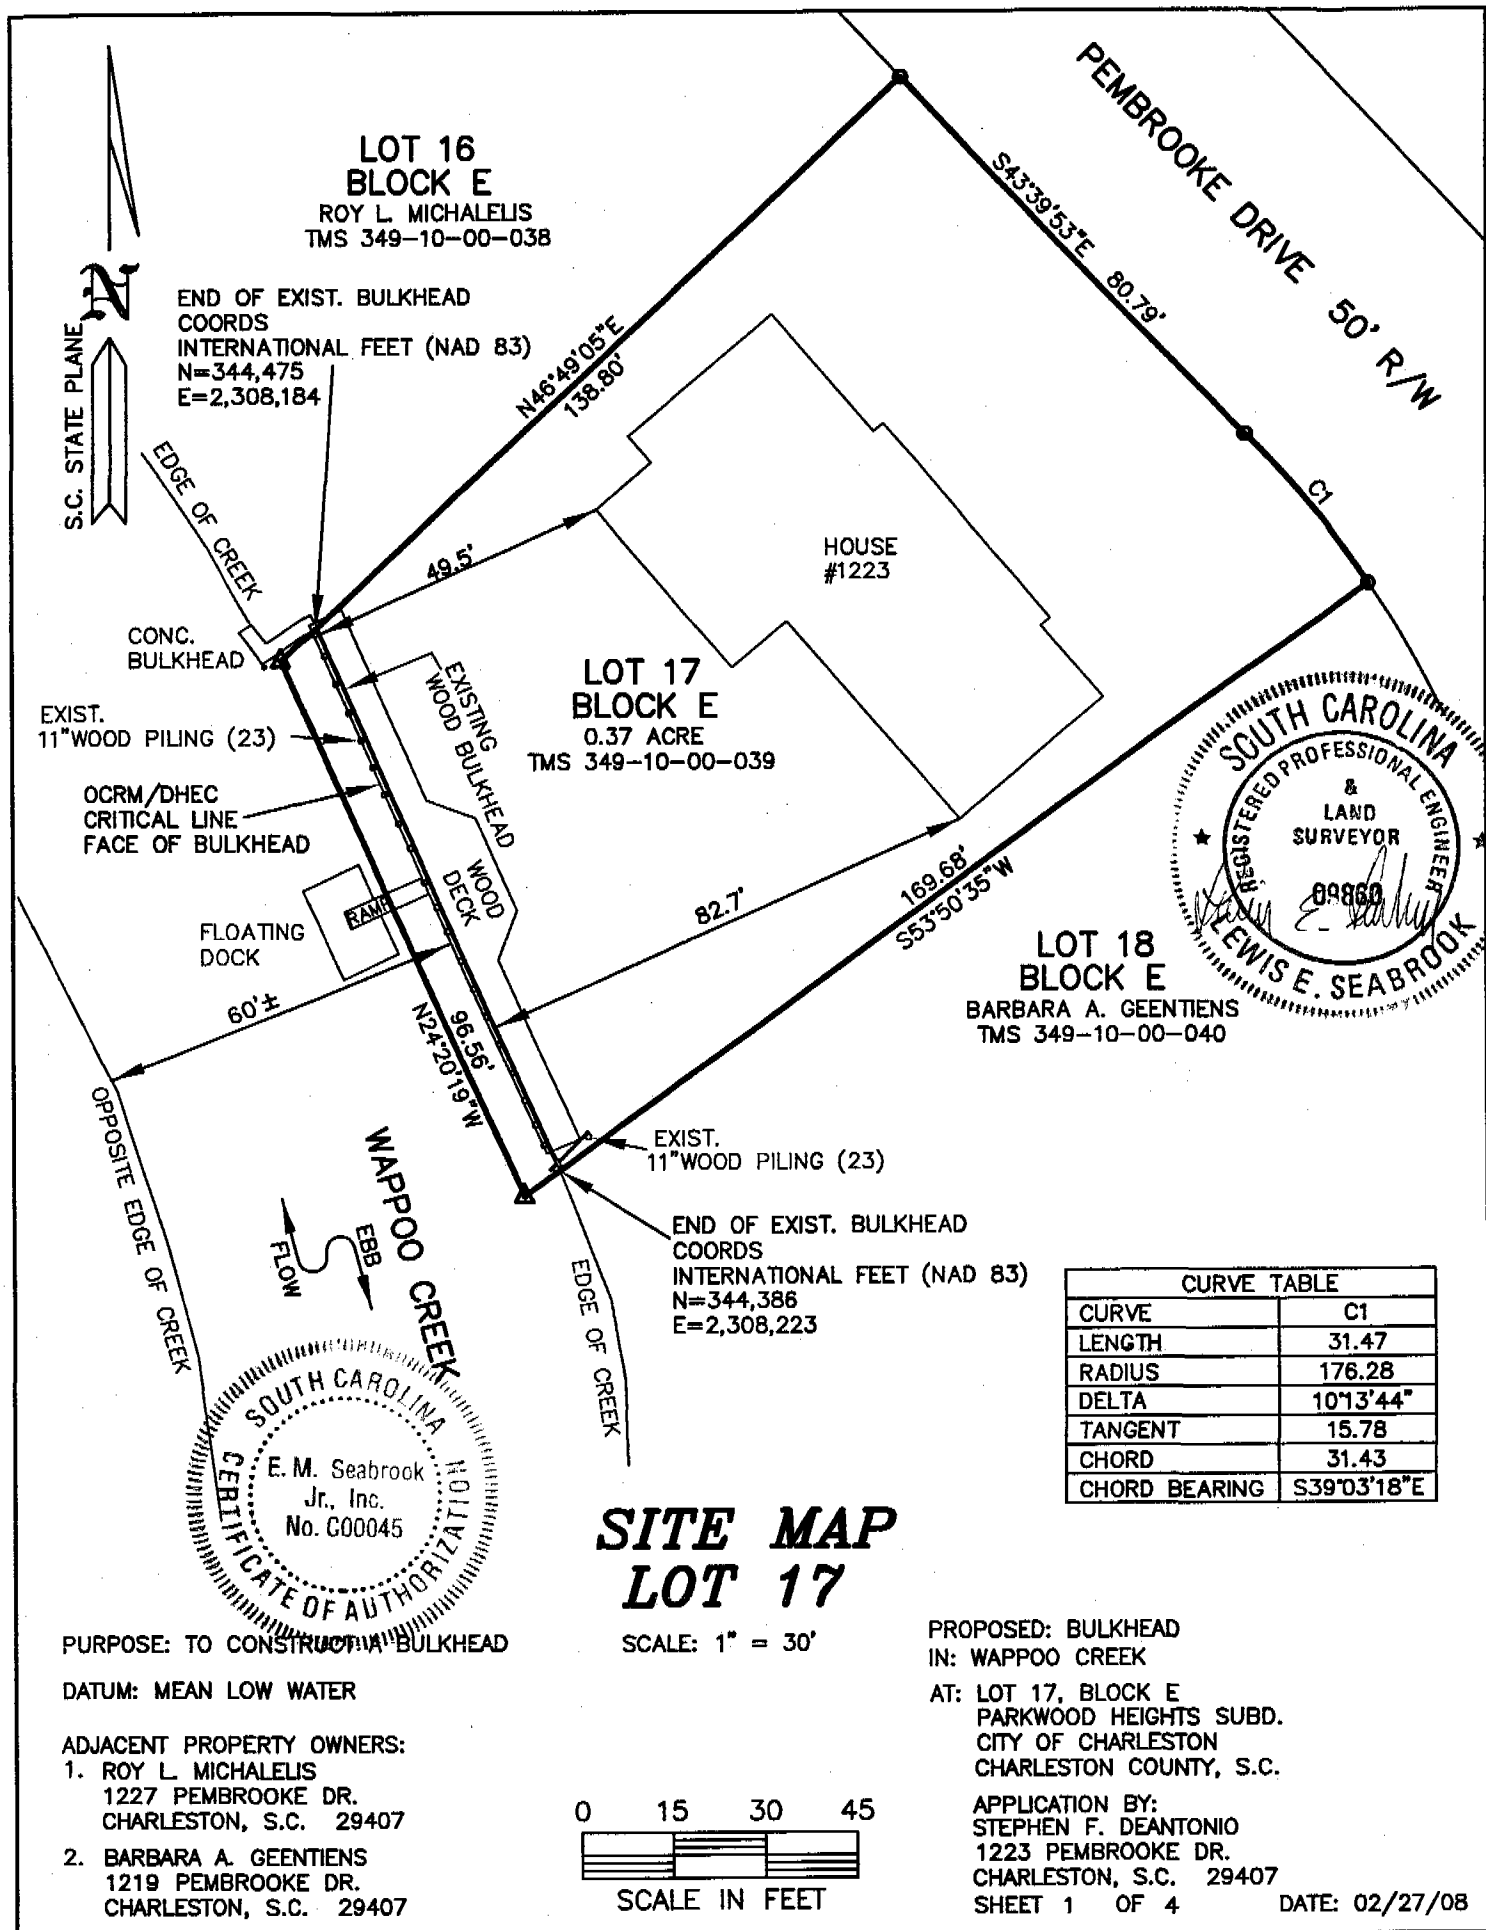 LOT 16
BLOCK E
ROY L. MICHALELIS
TMS 349-10-00-038
PEMBROOKE DRIVE 50' R/W
S43°39'53"E 80.79'
N
S.C. STATE PLANE
END OF EXIST. BULKHEAD
COORDS
INTERNATIONAL FEET (NAD 83)
N=344,475
E=2,308,184
N46°49'05"E
138.80'
C1
EDGE OF CREEK
49.5'
HOUSE
#1223
CONC.
BULKHEAD
EXISTING
WOOD BULKHEAD
LOT 17
BLOCK E
0.37 ACRE
TMS 349-10-00-039
EXIST.
11"WOOD PILING (23)
OCRM/DHEC
CRITICAL LINE
FACE OF BULKHEAD
WOOD
DECK
RAMP
FLOATING
DOCK
82.7'
169.68'
S53°50'35"W
60'±
96.56'
N24°20'19"W
SOUTH CAROLINA
REGISTERED PROFESSIONAL ENGINEER
&
LAND
SURVEYOR
09860
LEWIS E. SEABROOK
LOT 18
BLOCK E
BARBARA A. GEENTIENS
TMS 349-10-00-040
OPPOSITE EDGE OF CREEK
WAPPOO CREEK
FLOW
EBB
EXIST.
11"WOOD PILING (23)
END OF EXIST. BULKHEAD
COORDS
INTERNATIONAL FEET (NAD 83)
N=344,386
E=2,308,223
EDGE OF CREEK
CURVE TABLE
CURVE C1
LENGTH 31.47
RADIUS 176.28
DELTA 10°13'44"
TANGENT 15.78
CHORD 31.43
CHORD BEARING S39°03'18"E
SOUTH CAROLINA
E. M. Seabrook
Jr., Inc.
No. C00045
CERTIFICATE OF AUTHORIZATION
SITE MAP
LOT 17
SCALE: 1" = 30'
PURPOSE: TO CONSTRUCT A BULKHEAD
DATUM: MEAN LOW WATER
ADJACENT PROPERTY OWNERS:
1. ROY L. MICHALELIS
1227 PEMBROOKE DR.
CHARLESTON, S.C. 29407
2. BARBARA A. GEENTIENS
1219 PEMBROOKE DR.
CHARLESTON, S.C. 29407
0 15 30 45
SCALE IN FEET
PROPOSED: BULKHEAD
IN: WAPPOO CREEK
AT: LOT 17, BLOCK E
PARKWOOD HEIGHTS SUBD.
CITY OF CHARLESTON
CHARLESTON COUNTY, S.C.
APPLICATION BY:
STEPHEN F. DEANTONIO
1223 PEMBROOKE DR.
CHARLESTON, S.C. 29407
SHEET 1 OF 4 DATE: 02/27/08